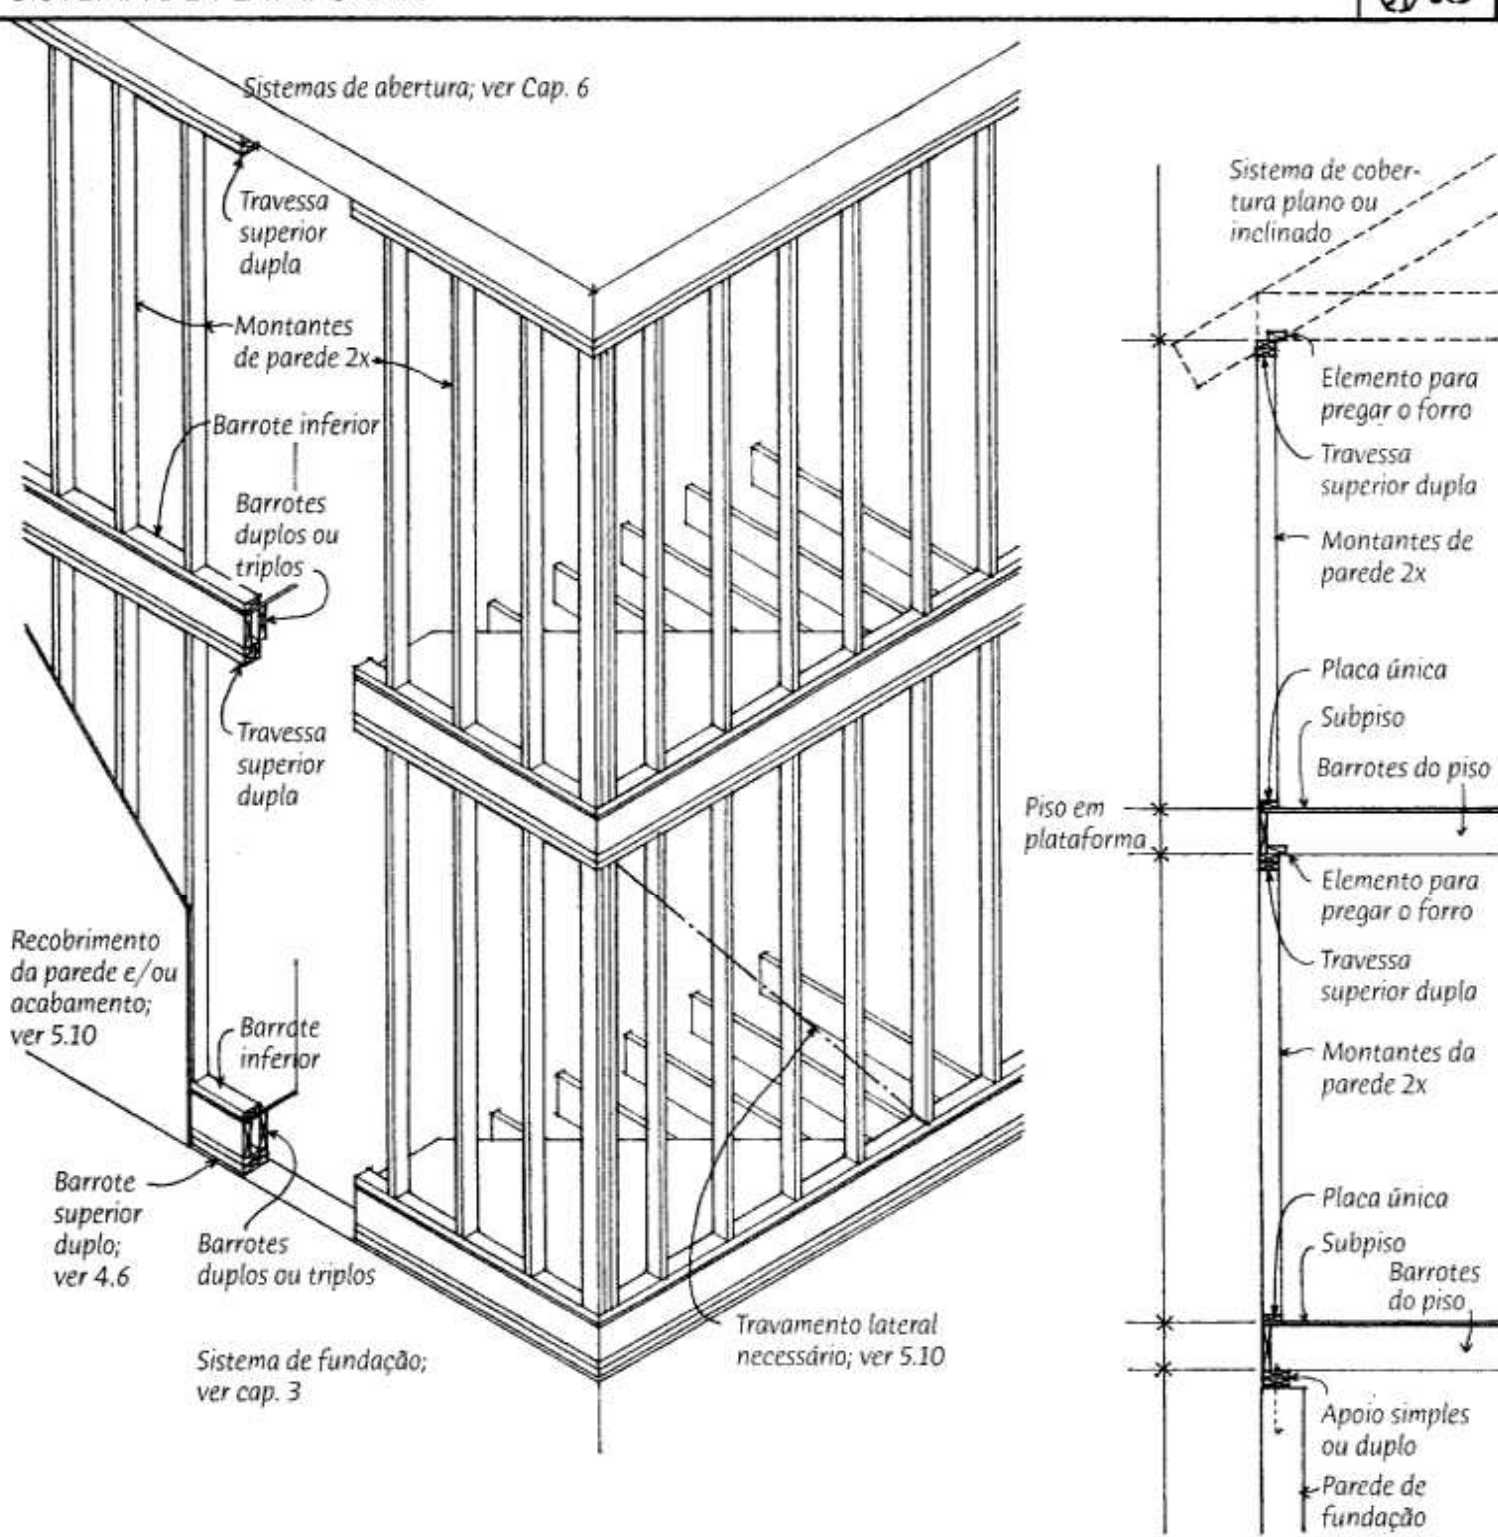 Sistemas de abertura; ver Cap. 6
Travessa
superior
dupla
Montantes
de parede 2x
Barrote inferior
Barrotes
duplos ou
triplos
Travessa
superior
dupla
Recobrimento
da parede e/ou
acabamento;
ver 5.10
Barrote
inferior
Barrote
superior
duplo;
ver 4.6
Barrotes
duplos ou triplos
Sistema de fundação;
ver cap. 3
Travamento lateral
necessário; ver 5.10
Sistema de cober-
tura plano ou
inclinado
Elemento para
pregar o forro
Travessa
superior dupla
Montantes de
parede 2x
Placa única
Subpiso
Barrotes do piso
Piso em
plataforma
Elemento para
pregar o forro
Travessa
superior dupla
Montantes da
parede 2x
Placa única
Subpiso
Barrotes
do piso
Apoio simples
ou duplo
Parede de
fundação